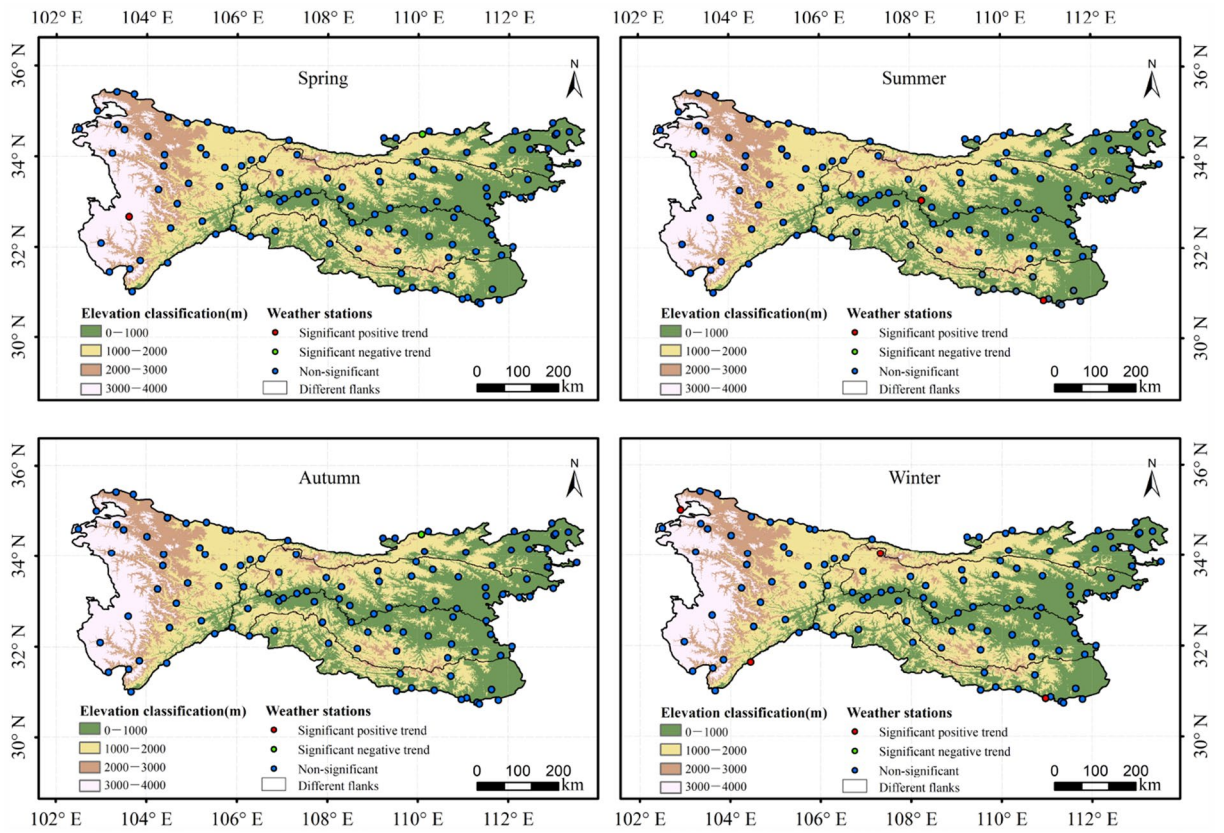 102° E 104° E 106° E 108° E 110° E 112° E
102° E 104° E 106° E 108° E 110° E 112° E
36° N
34° N
32° N
30° N
Spring
N
Elevation classification(m)
0—1000
1000—2000
2000—3000
3000—4000
Weather stations
Significant positive trend
Significant negative trend
Non-significant
Different flanks
100 0 100 200
km
Summer
N
Elevation classification(m)
0—1000
1000—2000
2000—3000
3000—4000
Weather stations
Significant positive trend
Significant negative trend
Non-significant
Different flanks
100 0 100 200
km
36° N
34° N
32° N
30° N
36° N
34° N
32° N
30° N
Autumn
N
Elevation classification(m)
0—1000
1000—2000
2000—3000
3000—4000
Weather stations
Significant positive trend
Significant negative trend
Non-significant
Different flanks
100 0 100 200
km
Winter
N
Elevation classification(m)
0—1000
1000—2000
2000—3000
3000—4000
Weather stations
Significant positive trend
Significant negative trend
Non-significant
Different flanks
100 0 100 200
km
36° N
34° N
32° N
30° N
102° E 104° E 106° E 108° E 110° E 112° E
102° E 104° E 106° E 108° E 110° E 112° E